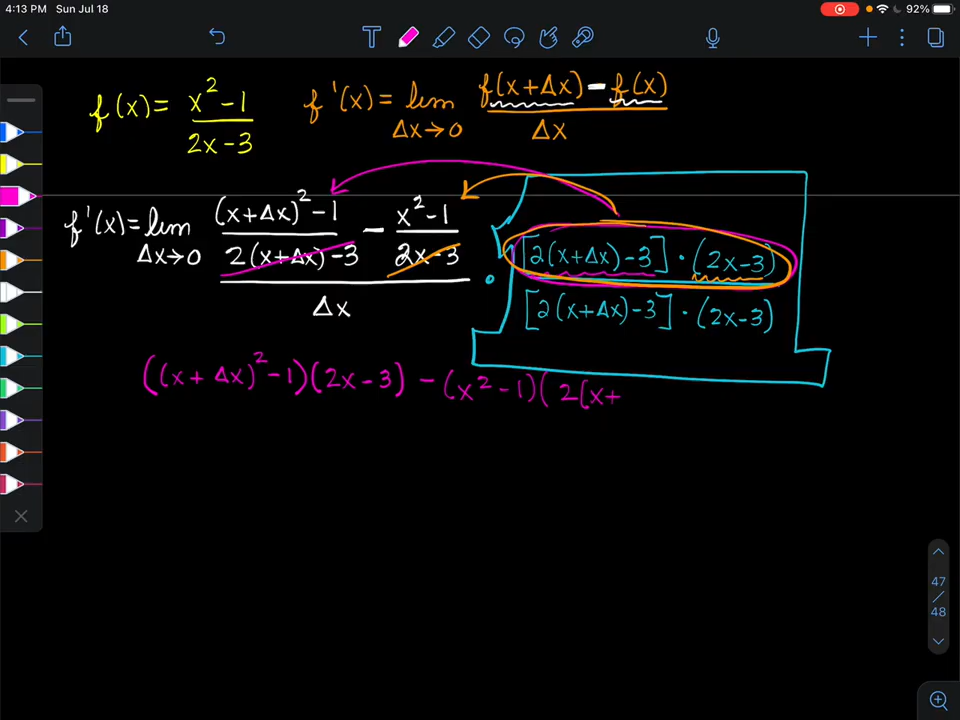 4:13 PM Sun Jul 18 92%
f(x) = (x² - 1)/(2x - 3) f'(x) = lim Δx→0 (f(x+Δx) - f(x))/Δx
f'(x) = lim Δx→0 (((x+Δx)² - 1)/(2(x+Δx) - 3) - (x² - 1)/(2x - 3))/Δx · ([2(x+Δx) - 3] · (2x - 3))/([2(x+Δx) - 3] · (2x - 3))
((x + Δx)² - 1)(2x - 3) - (x² - 1)( 2(x+
47
/
48